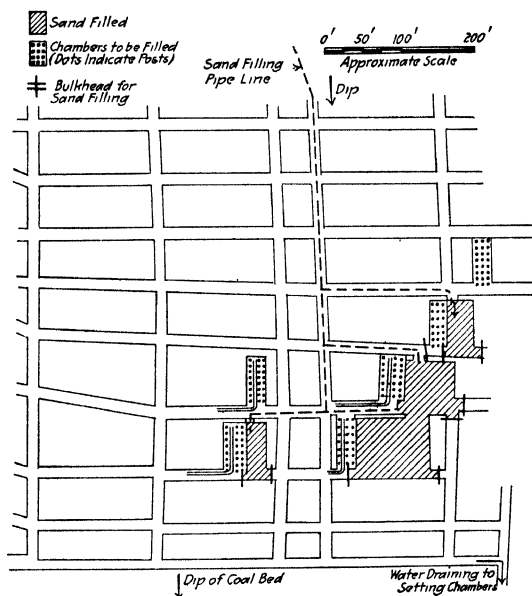 Sand Filled
Chambers to be Filled
(Dots Indicate Posts)
Bulkhead for
Sand Filling
Sand Filling
Pipe Line
0' 50' 100' 200'
Approximate Scale
Dip
Dip of Coal Bed
Water Draining to
Settling Chambers